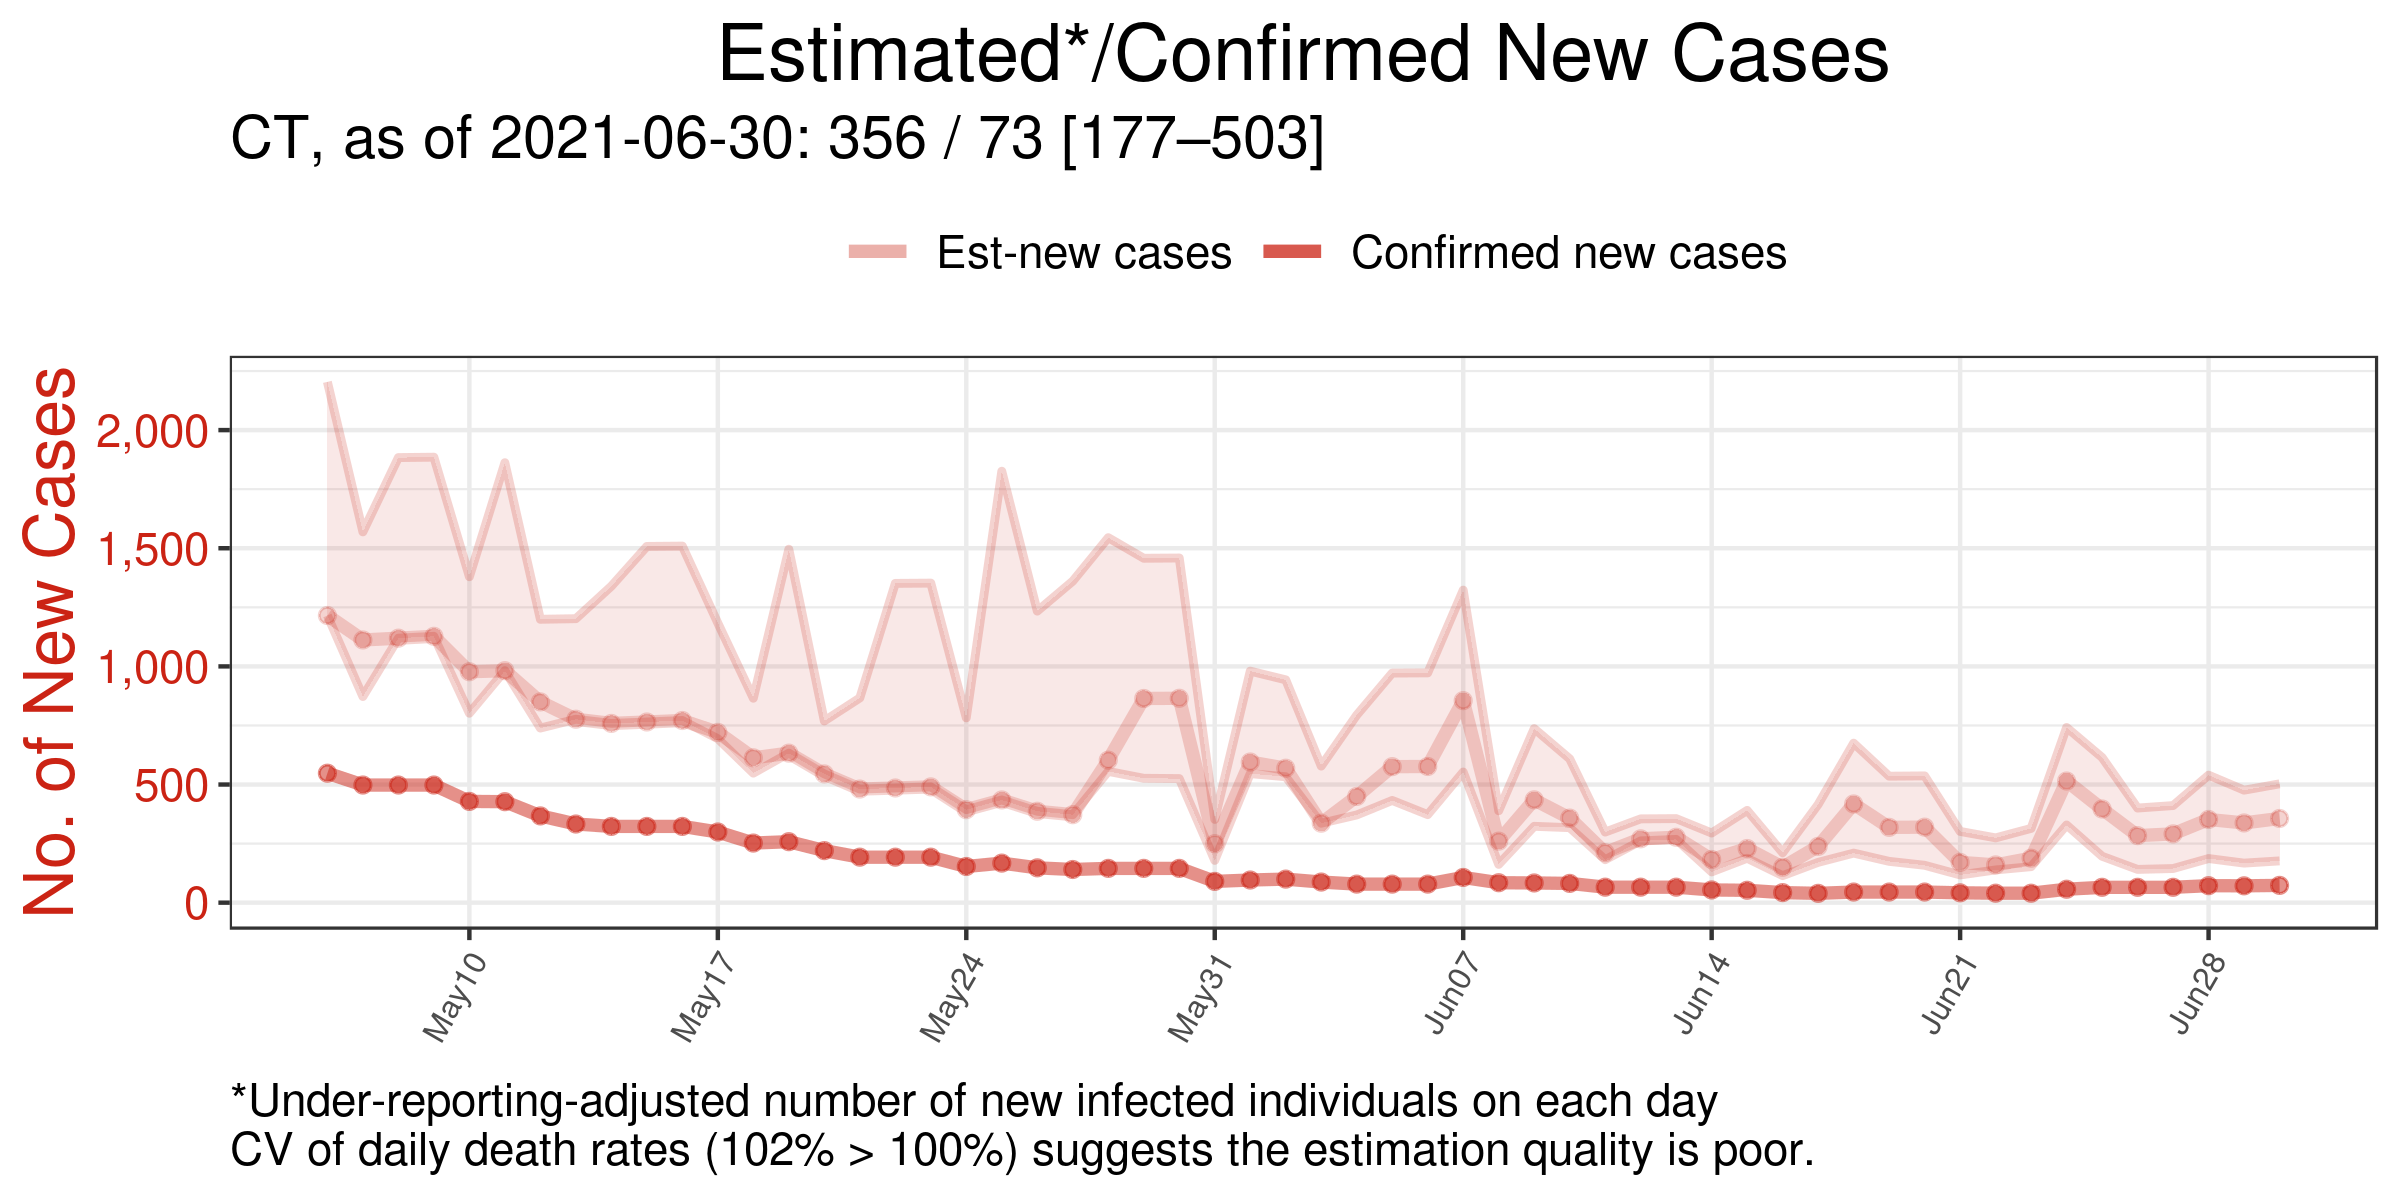 Estimated*/Confirmed New Cases
CT, as of 2021-06-30: 356 / 73 [177–503]
Est-new cases
Confirmed new cases
No. of New Cases
2,000
1,500
1,000
500
0
May10
May17
May24
May31
Jun07
Jun14
Jun21
Jun28
*Under-reporting-adjusted number of new infected individuals on each day
CV of daily death rates (102% > 100%) suggests the estimation quality is poor.